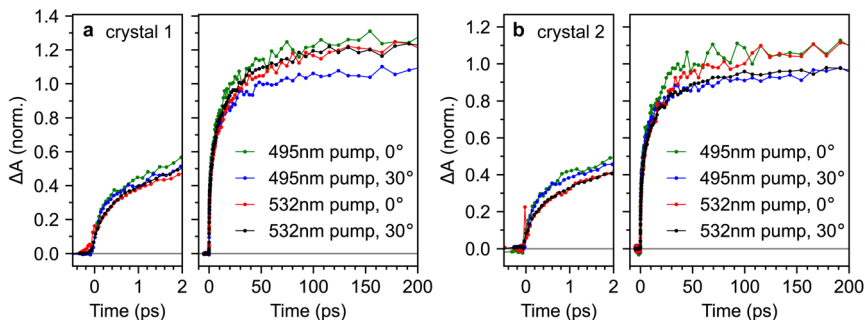 a crystal 1
b crystal 2
ΔA (norm.)
1.4
1.2
1.0
0.8
0.6
0.4
0.2
0.0
495nm pump, 0°
495nm pump, 30°
532nm pump, 0°
532nm pump, 30°
0 1 2
0 50 100 150 200
Time (ps)
Time (ps)
ΔA (norm.)
1.2
1.0
0.8
0.6
0.4
0.2
0.0
495nm pump, 0°
495nm pump, 30°
532nm pump, 0°
532nm pump, 30°
0 1 2
0 50 100 150 200
Time (ps)
Time (ps)